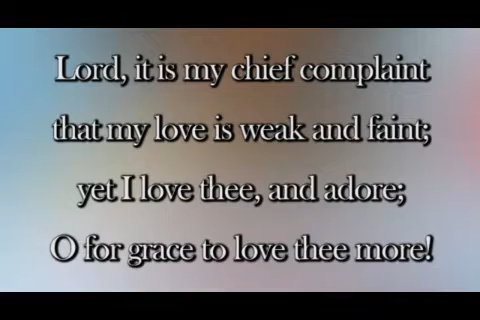 Lord, it is my chief complaint
that my love is weak and faint;
yet I love thee, and adore;
O for grace to love thee more!